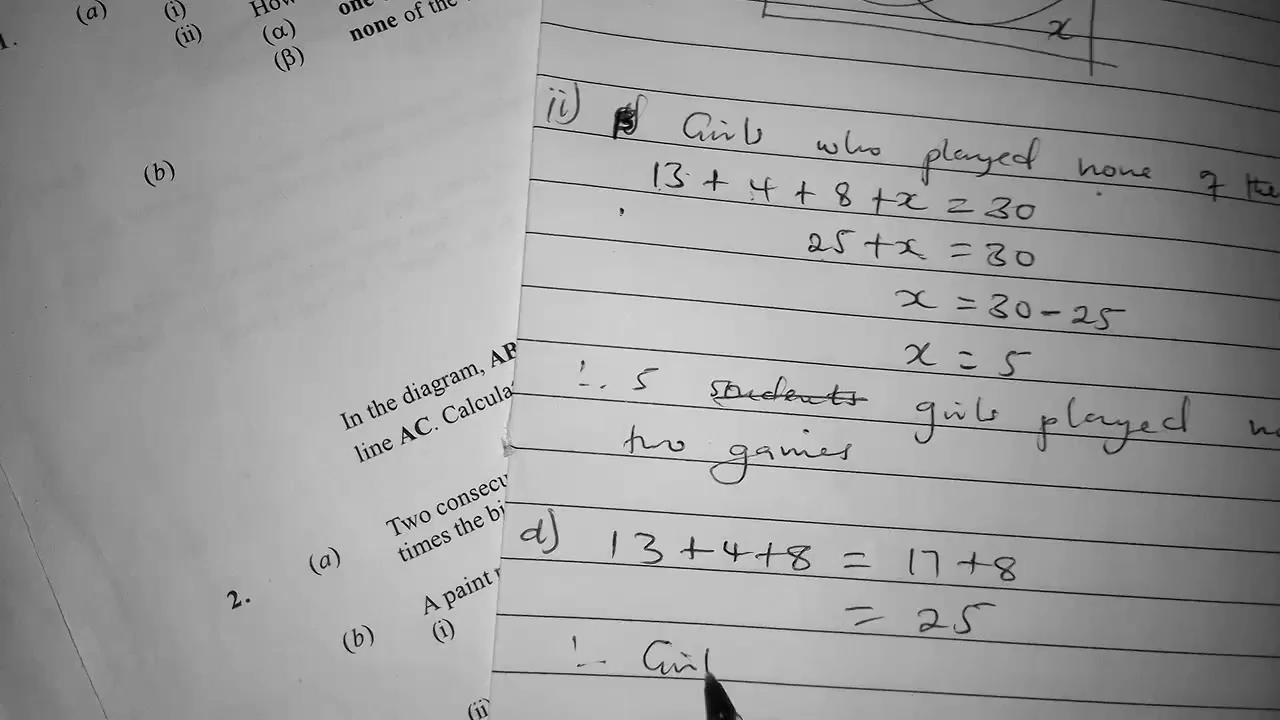 1.
(a) (i) How
one
(ii) (α)
none of the
(β)
(b)
In the diagram, AB
line AC. Calcula
Two consecu
(a)
times the bi
2.
A paint
(b) (i)
(ii)
x
ii) β Girls who played none of the
13 + 4 + 8 + x = 30
25 + x = 30
x = 30 - 25
x = 5
∴ 5 students girls played
two games
d) 13 + 4 + 8 = 17 + 8
= 25
∴ Girl